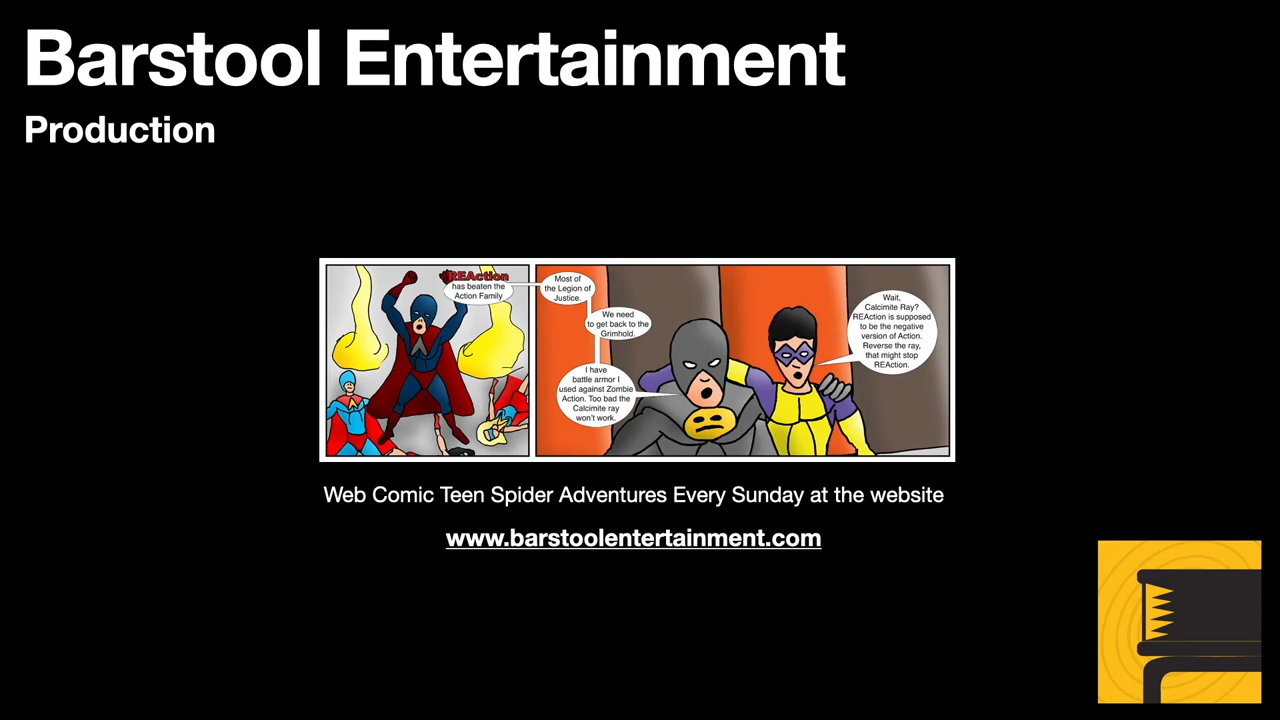 Barstool Entertainment
Production
REAction
has beaten the
Action Family
Most of
the Legion of
Justice.
We need
to get back to the
Grimhold.
I have
battle armor I
used against Zombie
Action. Too bad the
Calcimite ray
won't work.
Wait,
Calcimite Ray?
REAction is supposed
to be the negative
version of Action.
Reverse the ray,
that might stop
REAction.
Web Comic Teen Spider Adventures Every Sunday at the website
www.barstoolentertainment.com